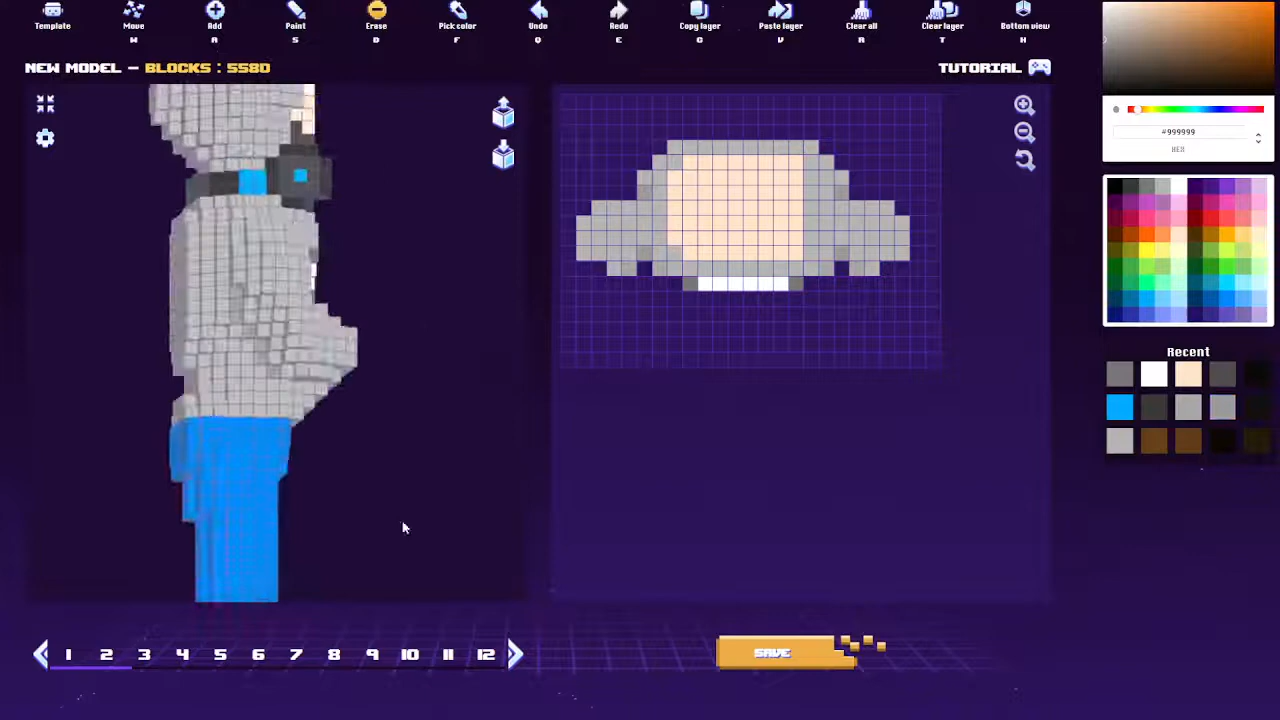 Template Move Add Paint Erase Pick color Undo Redo Copy layer Paste layer Clear all Clear layer Bottom view
M A S D F Q E C V R T H
NEW MODEL – BLOCKS : 5580
TUTORIAL
#999999
HEX
Recent
1 2 3 4 5 6 7 8 9 10 11 12
SAVE